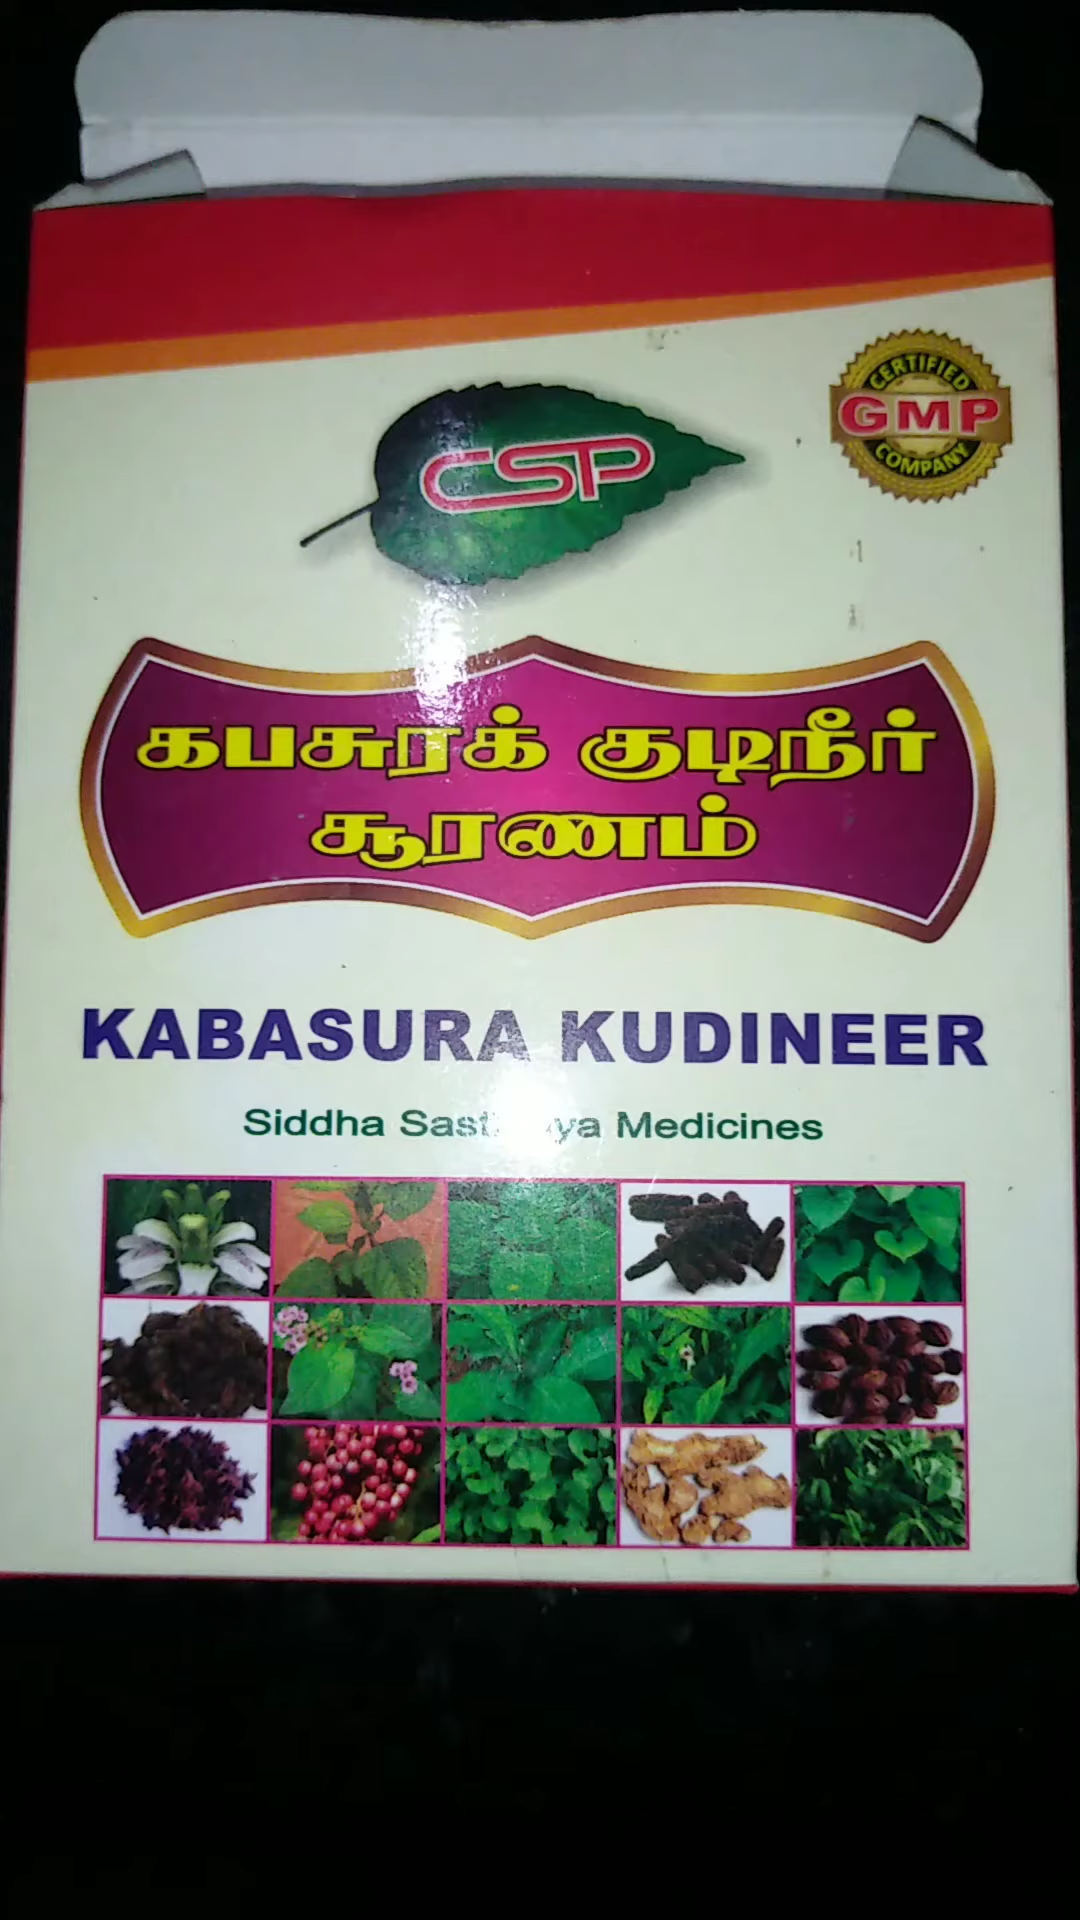 CERTIFIED
GMP
COMPANY
CSP
கபசுரக் குடிநீர்
சூரணம்
KABASURA KUDINEER
Siddha Medicines